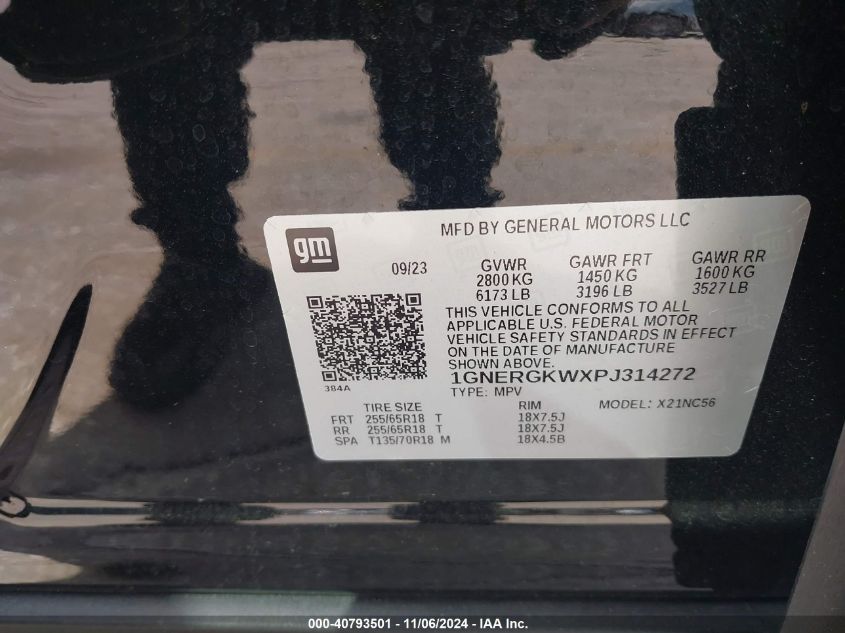 gm
MFD BY GENERAL MOTORS LLC
09/23
GVWR GAWR FRT GAWR RR
2800 KG 1450 KG 1600 KG
6173 LB 3196 LB 3527 LB
THIS VEHICLE CONFORMS TO ALL
APPLICABLE U.S. FEDERAL MOTOR
VEHICLE SAFETY STANDARDS IN EFFECT
ON THE DATE OF MANUFACTURE
1GNERGKWXPJ314272
384A
TYPE: MPV
MODEL: X21NC56
TIRE SIZE RIM
FRT 255/65R18 T 18X7.5J
RR 255/65R18 T 18X7.5J
SPA T135/70R18 M 18X4.5B
000-40793501 - 11/06/2024 - IAA Inc.